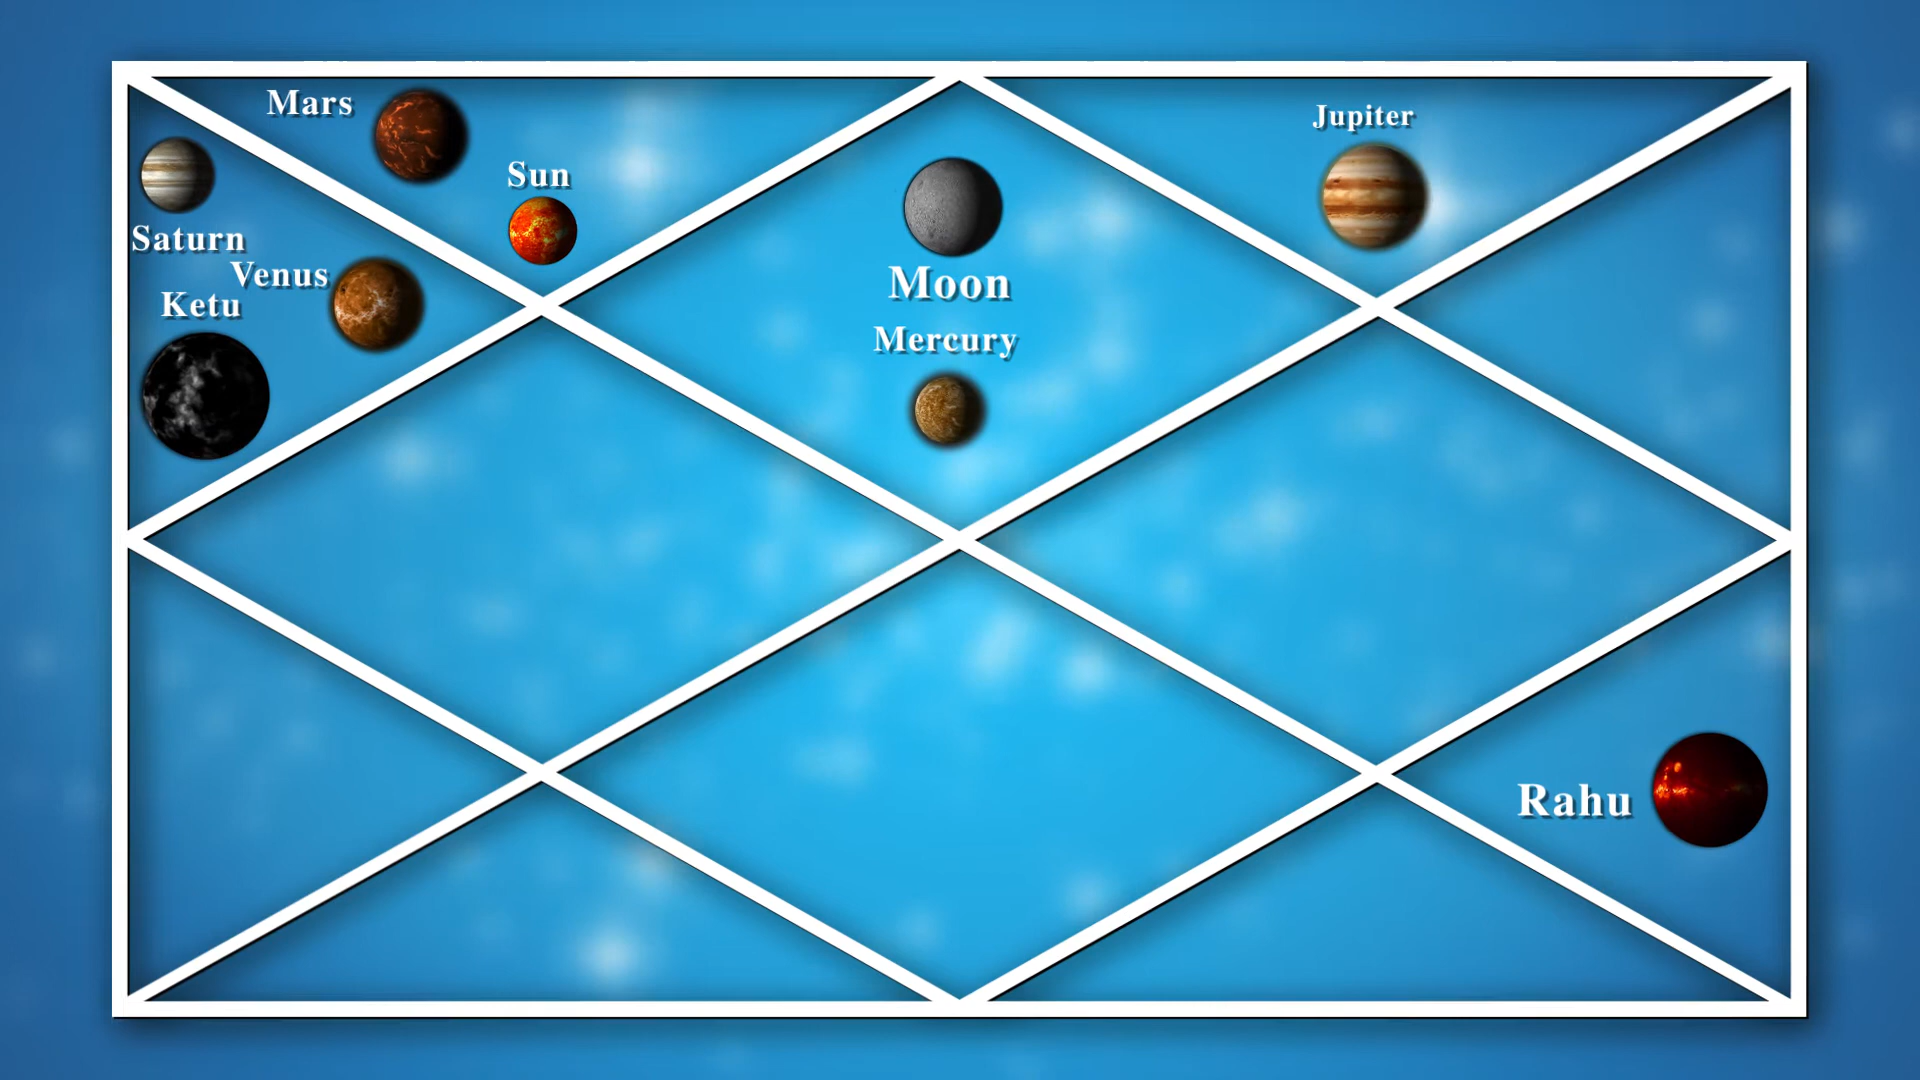 Mars
Jupiter
Sun
Saturn
Venus
Ketu
Moon
Mercury
Rahu